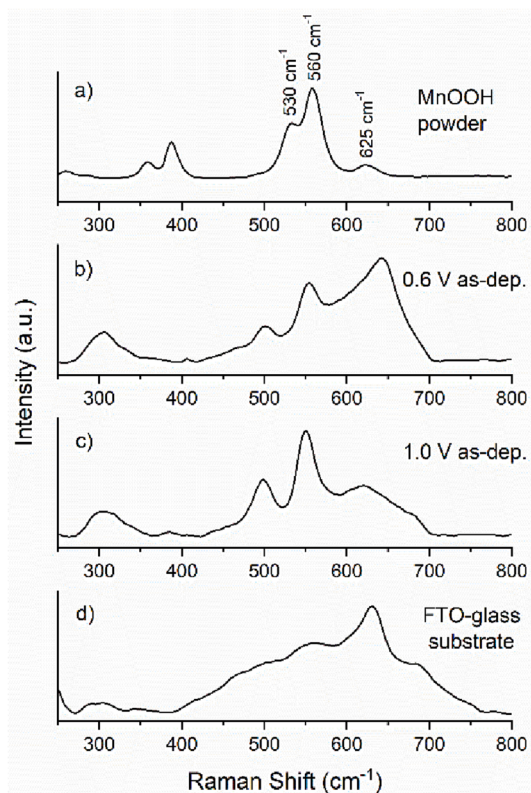 530 cm⁻¹
560 cm⁻¹
625 cm⁻¹
a)
MnOOH
powder
300 400 500 600 700 800
b)
0.6 V as-dep.
300 400 500 600 700 800
c)
1.0 V as-dep.
300 400 500 600 700 800
d)
FTO-glass
substrate
300 400 500 600 700 800
Intensity (a.u.)
Raman Shift (cm⁻¹)